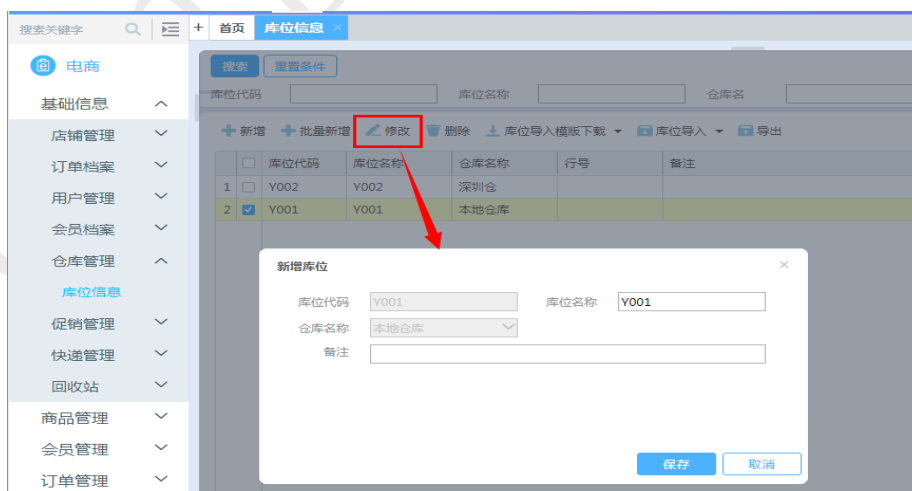 搜索关键字
+ 首页 库位信息 ×
电商
基础信息
店铺管理
订单档案
用户管理
会员档案
仓库管理
库位信息
促销管理
快递管理
回收站
商品管理
会员管理
订单管理
搜索 重置条件
库位代码 库位名称 仓库名
新增 批量新增 修改 删除 库位导入模版下载 库位导入 导出
库位代码 库位名称 仓库名称 行号 备注
1 Y002 Y002 深圳仓
2 Y001 Y001 本地仓库
新增库位 ×
库位代码 Y001 库位名称 Y001
仓库名称 本地仓库
备注
保存 取消